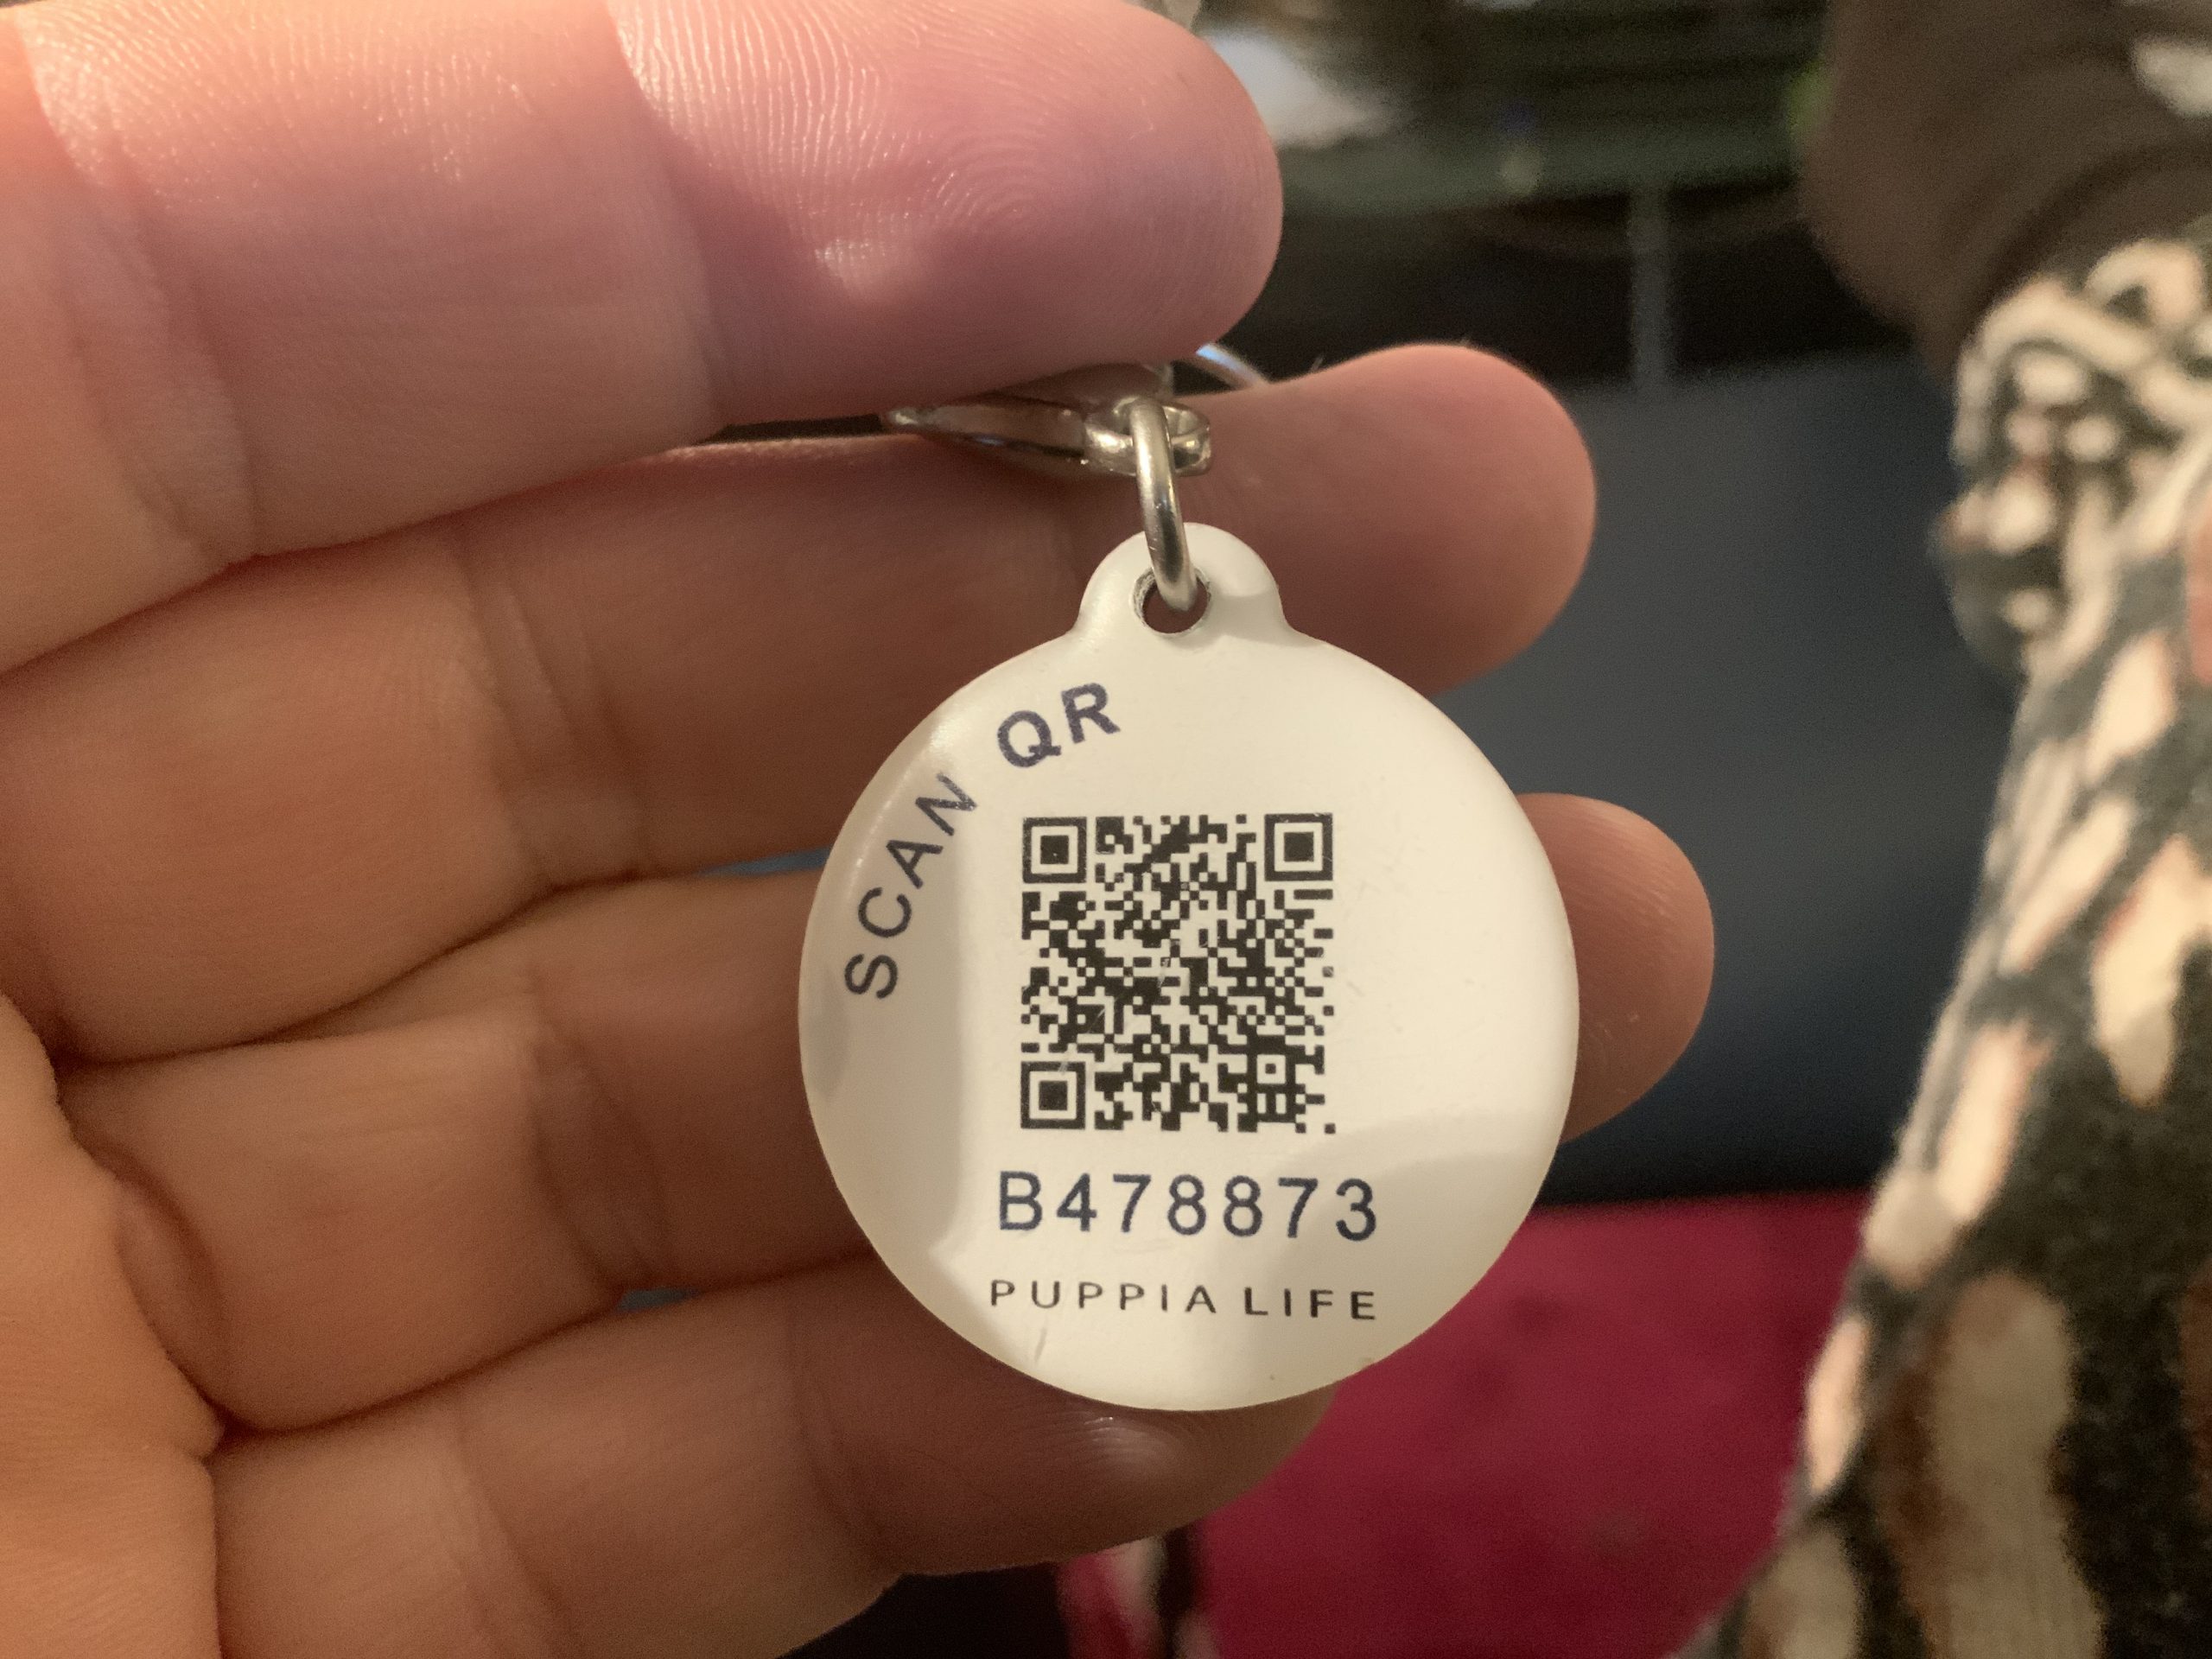 SCAN QR
B478873
PUPPIA LIFE